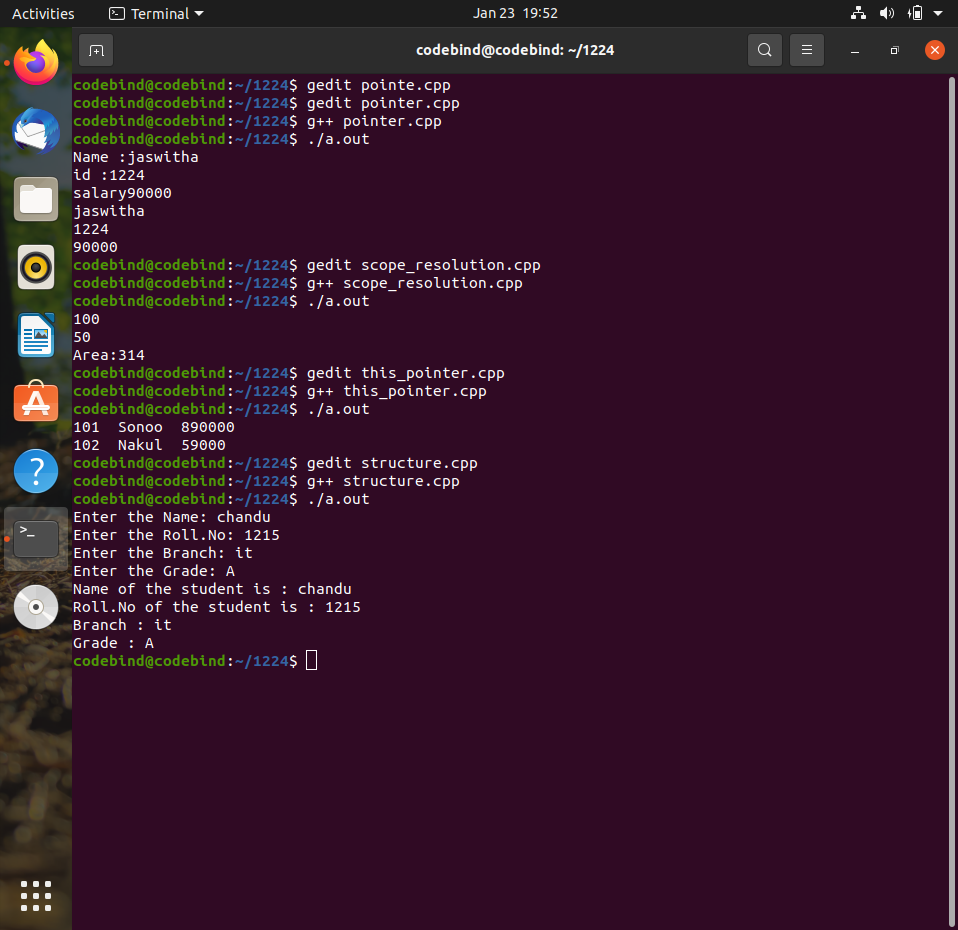 Activities Terminal Jan 23 19:52
codebind@codebind: ~/1224
codebind@codebind:~/1224$ gedit pointe.cpp
codebind@codebind:~/1224$ gedit pointer.cpp
codebind@codebind:~/1224$ g++ pointer.cpp
codebind@codebind:~/1224$ ./a.out
Name :jaswitha
id :1224
salary90000
jaswitha
1224
90000
codebind@codebind:~/1224$ gedit scope_resolution.cpp
codebind@codebind:~/1224$ g++ scope_resolution.cpp
codebind@codebind:~/1224$ ./a.out
100
50
Area:314
codebind@codebind:~/1224$ gedit this_pointer.cpp
codebind@codebind:~/1224$ g++ this_pointer.cpp
codebind@codebind:~/1224$ ./a.out
101  Sonoo  890000
102  Nakul  59000
codebind@codebind:~/1224$ gedit structure.cpp
codebind@codebind:~/1224$ g++ structure.cpp
codebind@codebind:~/1224$ ./a.out
Enter the Name: chandu
Enter the Roll.No: 1215
Enter the Branch: it
Enter the Grade: A
Name of the student is : chandu
Roll.No of the student is : 1215
Branch : it
Grade : A
codebind@codebind:~/1224$